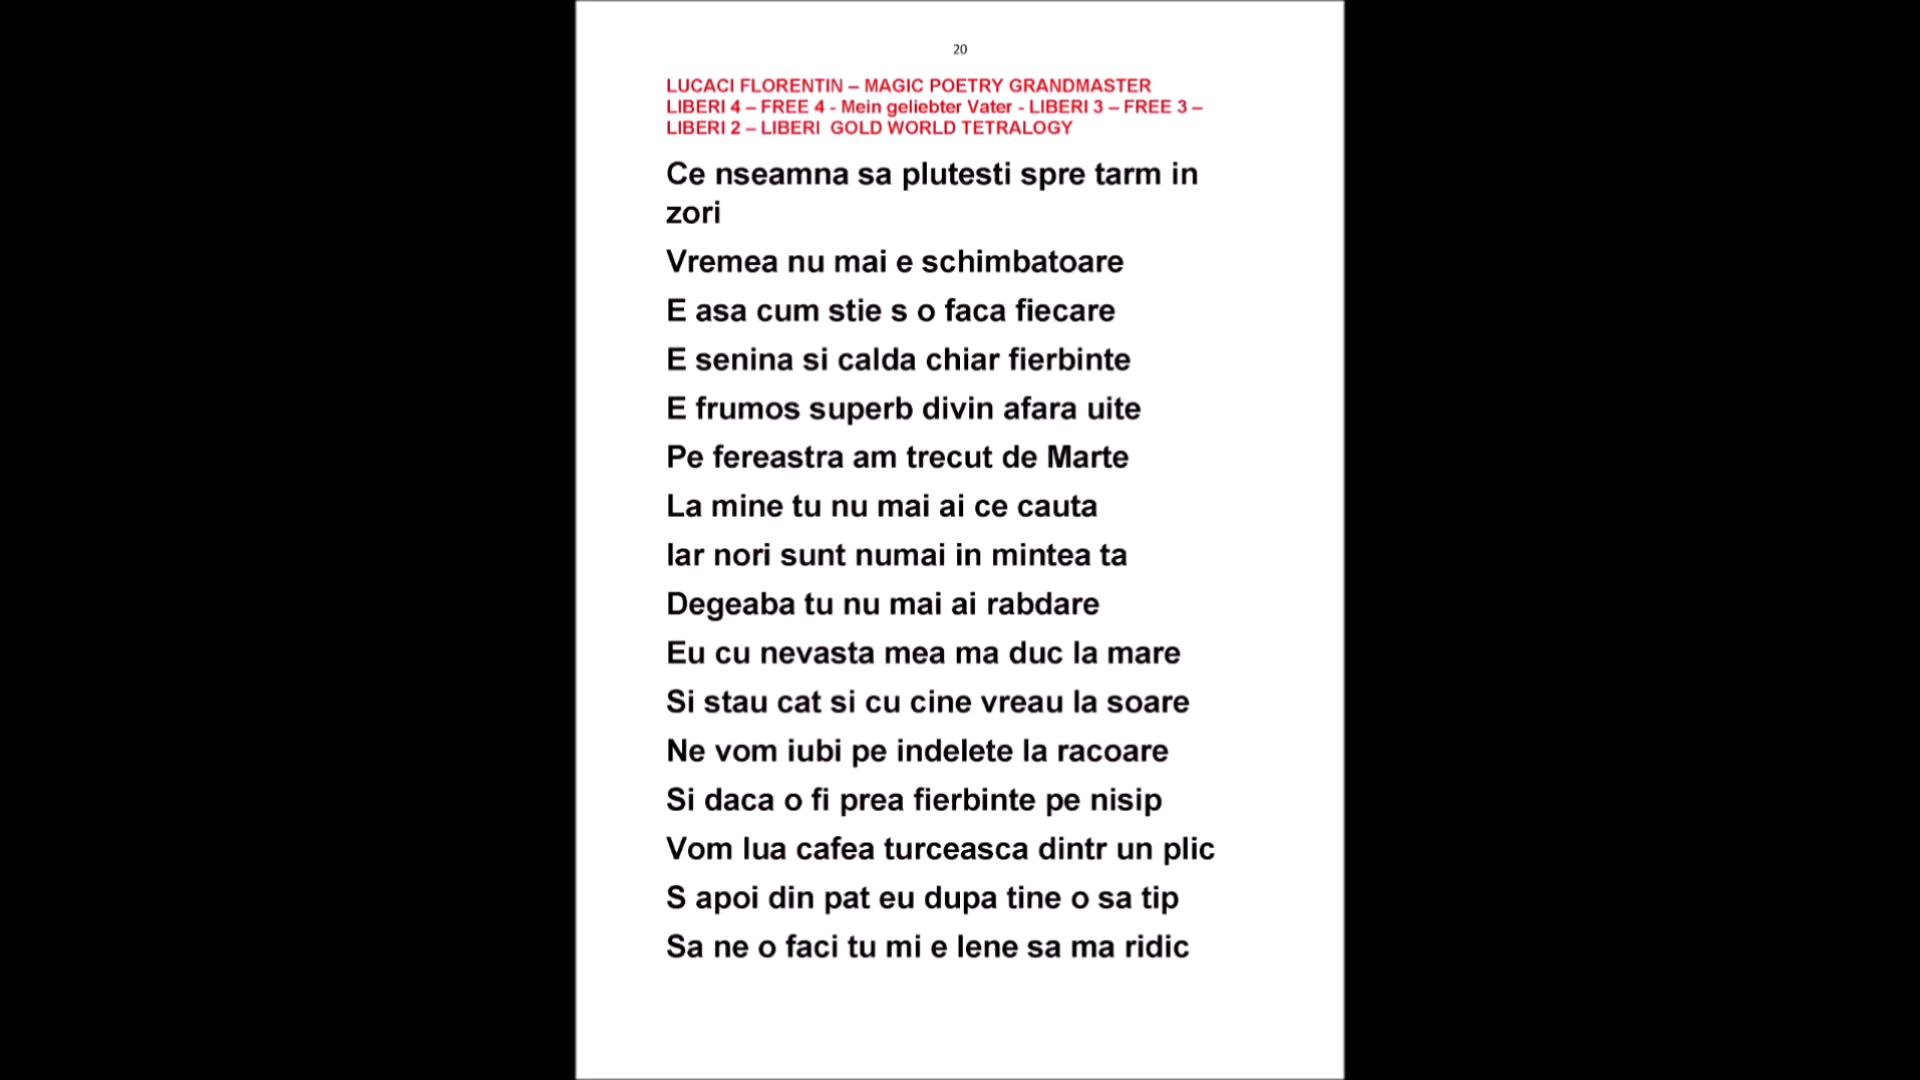 20
LUCACI FLORENTIN – MAGIC POETRY GRANDMASTER
LIBERI 4 – FREE 4 - Mein geliebter Vater - LIBERI 3 – FREE 3 –
LIBERI 2 – LIBERI  GOLD WORLD TETRALOGY
Ce nseamna sa plutesti spre tarm in
zori
Vremea nu mai e schimbatoare
E asa cum stie s o faca fiecare
E senina si calda chiar fierbinte
E frumos superb divin afara uite
Pe fereastra am trecut de Marte
La mine tu nu mai ai ce cauta
Iar nori sunt numai in mintea ta
Degeaba tu nu mai ai rabdare
Eu cu nevasta mea ma duc la mare
Si stau cat si cu cine vreau la soare
Ne vom iubi pe indelete la racoare
Si daca o fi prea fierbinte pe nisip
Vom lua cafea turceasca dintr un plic
S apoi din pat eu dupa tine o sa tip
Sa ne o faci tu mi e lene sa ma ridic